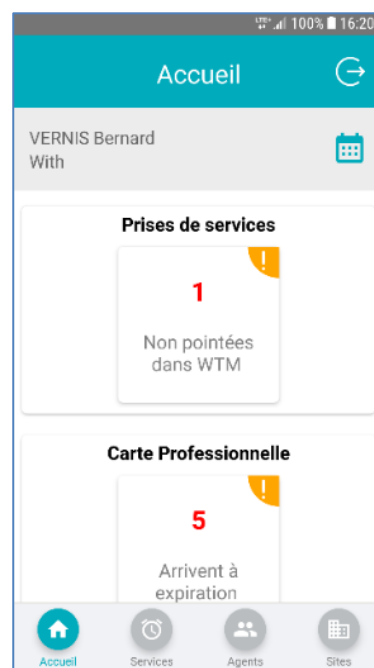 LTE+ 100% 16:20
Accueil
VERNIS Bernard
With
Prises de services
!
1
Non pointées
dans WTM
Carte Professionnelle
!
5
Arrivent à
expiration
Accueil Services Agents Sites